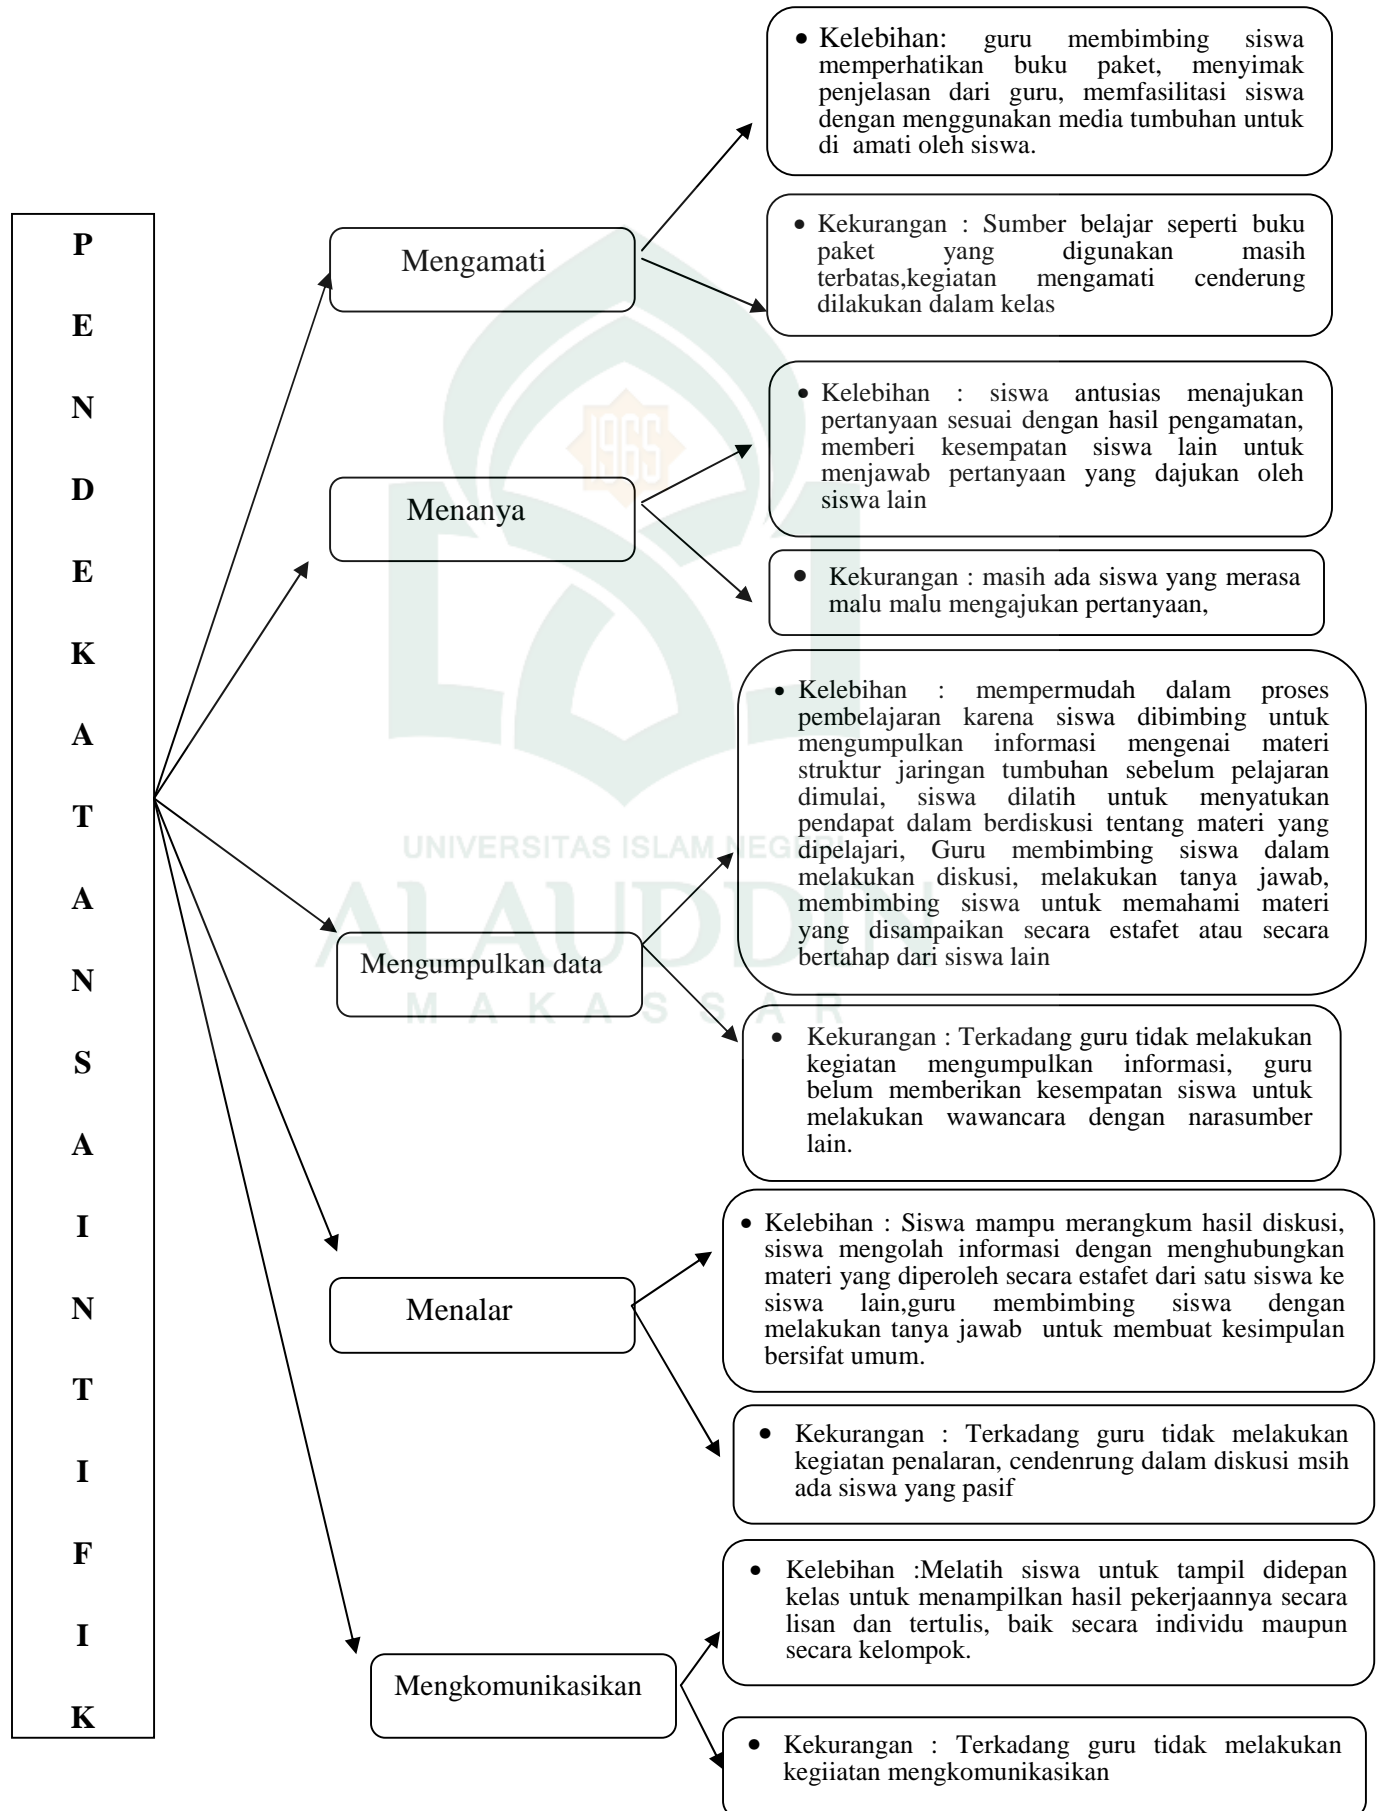 P
E
N
D
E
K
A
T
A
N
S
A
I
N
T
I
F
I
K
Mengamati
• Kelebihan: guru membimbing siswa
memperhatikan buku paket, menyimak
penjelasan dari guru, memfasilitasi siswa
dengan menggunakan media tumbuhan untuk
di amati oleh siswa.
• Kekurangan : Sumber belajar seperti buku
paket yang digunakan masih
terbatas,kegiatan mengamati cenderung
dilakukan dalam kelas
Menanya
• Kelebihan : siswa antusias menajukan
pertanyaan sesuai dengan hasil pengamatan,
memberi kesempatan siswa lain untuk
menjawab pertanyaan yang dajukan oleh
siswa lain
• Kekurangan : masih ada siswa yang merasa
malu malu mengajukan pertanyaan,
Mengumpulkan data
• Kelebihan : mempermudah dalam proses
pembelajaran karena siswa dibimbing untuk
mengumpulkan informasi mengenai materi
struktur jaringan tumbuhan sebelum pelajaran
dimulai, siswa dilatih untuk menyatukan
pendapat dalam berdiskusi tentang materi yang
dipelajari, Guru membimbing siswa dalam
melakukan diskusi, melakukan tanya jawab,
membimbing siswa untuk memahami materi
yang disampaikan secara estafet atau secara
bertahap dari siswa lain
• Kekurangan : Terkadang guru tidak melakukan
kegiatan mengumpulkan informasi, guru
belum memberikan kesempatan siswa untuk
melakukan wawancara dengan narasumber
lain.
Menalar
• Kelebihan : Siswa mampu merangkum hasil diskusi,
siswa mengolah informasi dengan menghubungkan
materi yang diperoleh secara estafet dari satu siswa ke
siswa lain,guru membimbing siswa dengan
melakukan tanya jawab untuk membuat kesimpulan
bersifat umum.
• Kekurangan : Terkadang guru tidak melakukan
kegiatan penalaran, cendenrung dalam diskusi msih
ada siswa yang pasif
Mengkomunikasikan
• Kelebihan :Melatih siswa untuk tampil didepan
kelas untuk menampilkan hasil pekerjaannya secara
lisan dan tertulis, baik secara individu maupun
secara kelompok.
• Kekurangan : Terkadang guru tidak melakukan
kegiiatan mengkomunikasikan
1965
UNIVERSITAS ISLAM NEGERI
ALAUDDIN
MAKASSAR